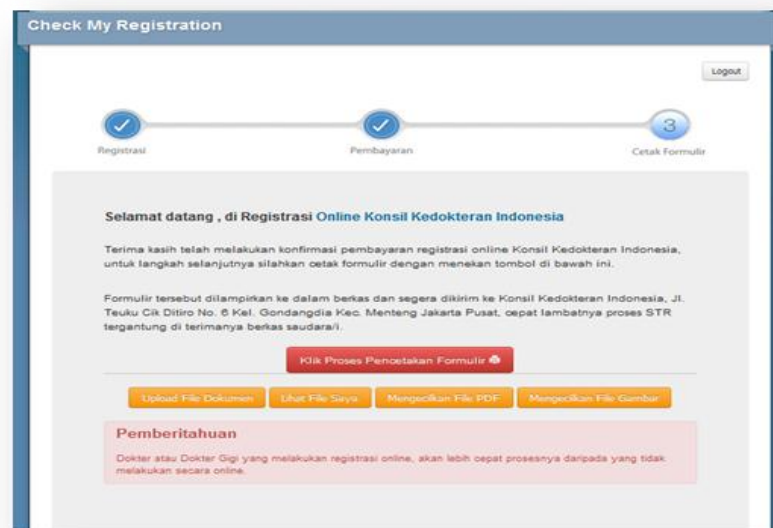 Check My Registration
Logout
3
Registrasi
Pembayaran
Cetak Formulir
Selamat datang , di Registrasi Online Konsil Kedokteran Indonesia
Terima kasih telah melakukan konfirmasi pembayaran registrasi online Konsil Kedokteran Indonesia,
untuk langkah selanjutnya silahkan cetak formulir dengan menekan tombol di bawah ini.
Formulir tersebut dilampirkan ke dalam berkas dan segera dikirim ke Konsil Kedokteran Indonesia, Jl.
Teuku Cik Ditiro No. 6 Kel. Gondangdia Kec. Menteng Jakarta Pusat, cepat lambatnya proses STR
tergantung di terimanya berkas saudara/i.
Klik Proses Pencetakan Formulir
Upload File Dokumen
Lihat File Saya
Mengecilkan File PDF
Mengecilkan File Gambar
Pemberitahuan
Dokter atau Dokter Gigi yang melakukan registrasi online, akan lebih cepat prosesnya daripada yang tidak
melakukan secara online.